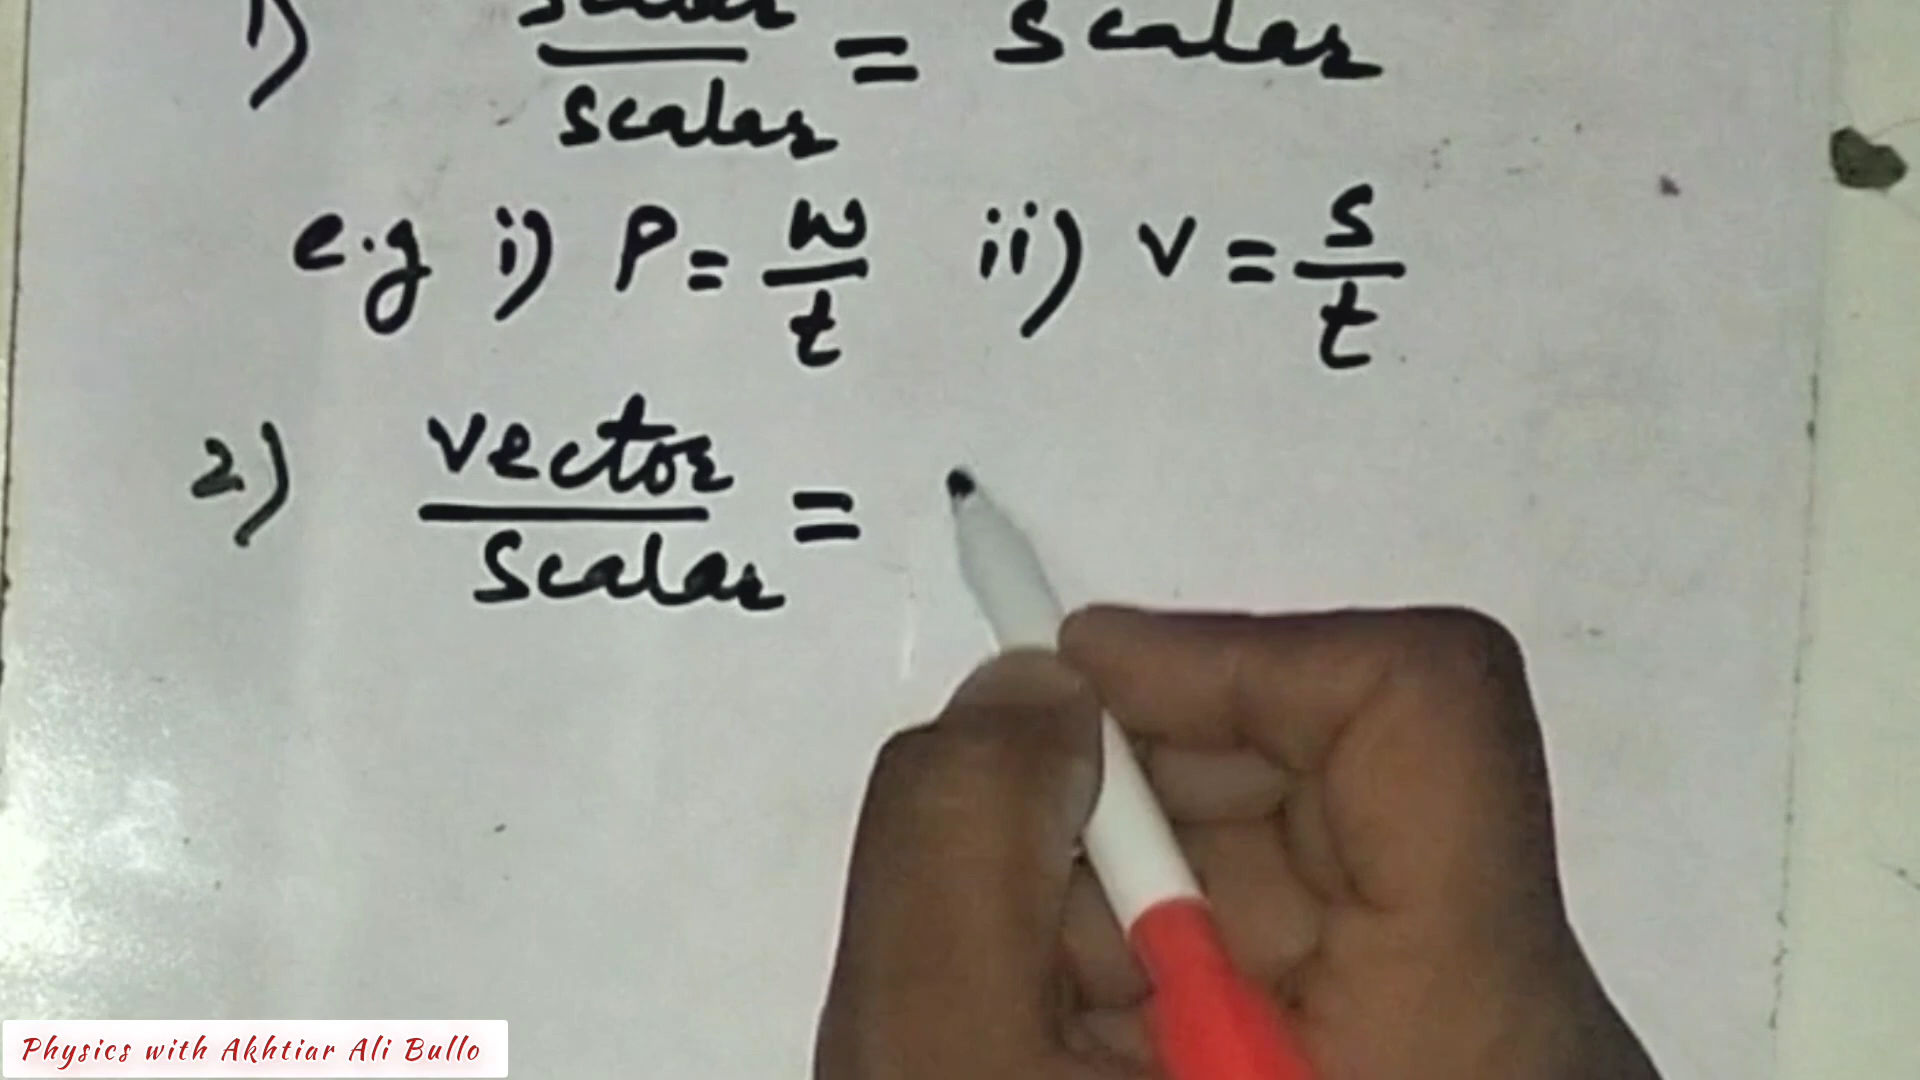 1) scalar/scalar = scalar
e.g i) P = w/t ii) v = s/t
2) vector/scalar =
Physics with Akhtiar Ali Bullo